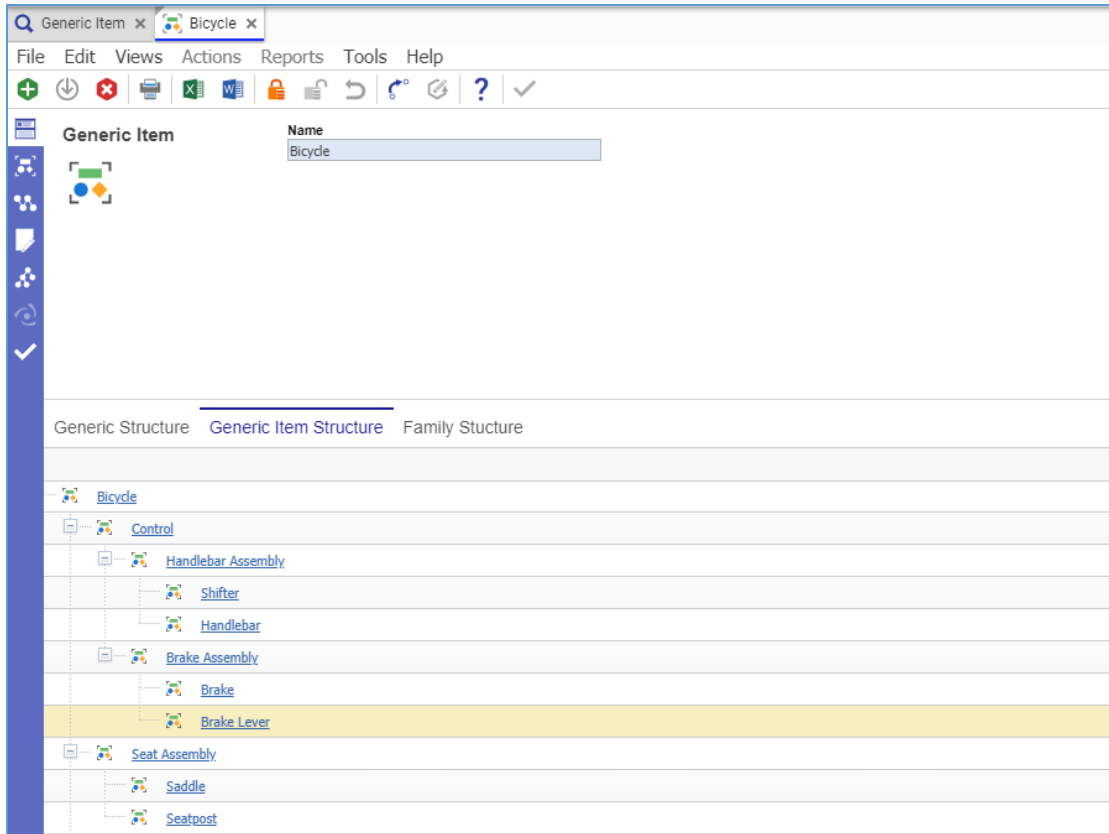 Generic Item Bicycle
File Edit Views Actions Reports Tools Help
Generic Item
Name
Bicycle
Generic Structure Generic Item Structure Family Stucture
Bicycle
Control
Handlebar Assembly
Shifter
Handlebar
Brake Assembly
Brake
Brake Lever
Seat Assembly
Saddle
Seatpost